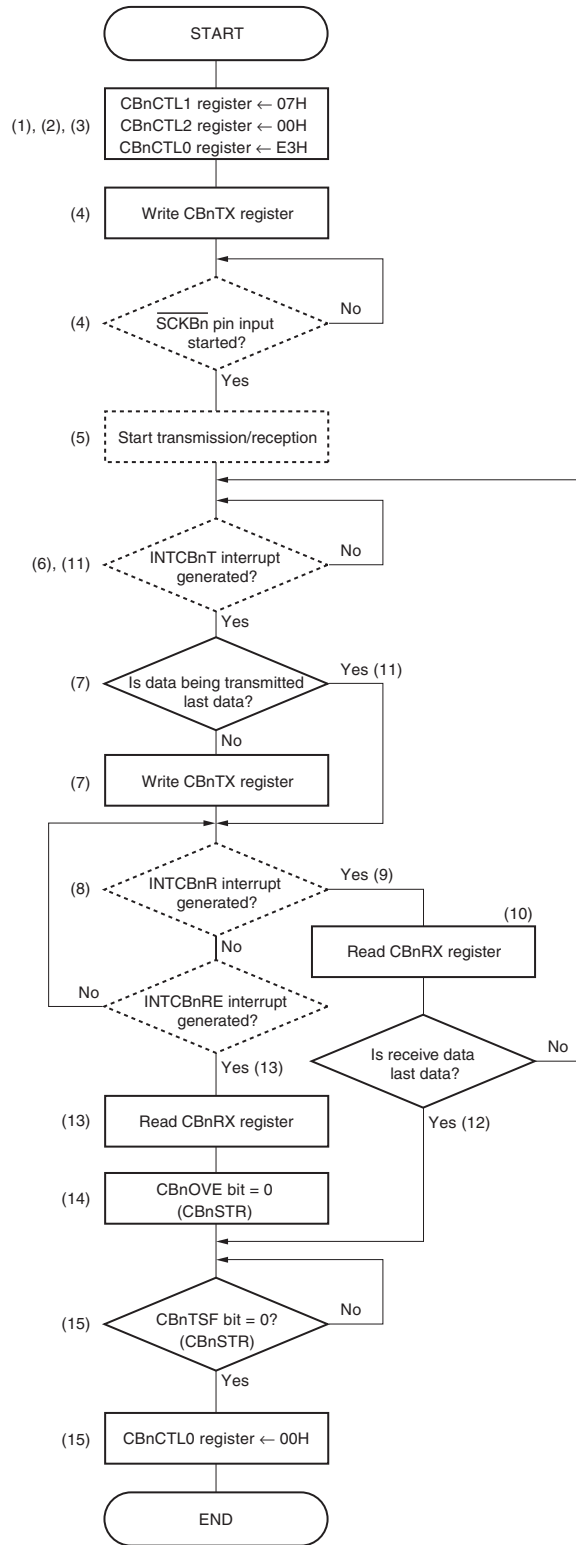 START
(1), (2), (3)
CBnCTL1 register ← 07H
CBnCTL2 register ← 00H
CBnCTL0 register ← E3H
(4)
Write CBnTX register
(4)
SCKBn pin input
started?
No
Yes
(5)
Start transmission/reception
(6), (11)
INTCBnT interrupt
generated?
No
Yes
(7)
Is data being transmitted
last data?
Yes (11)
No
(7)
Write CBnTX register
(8)
INTCBnR interrupt
generated?
Yes (9)
No
(10)
Read CBnRX register
No
INTCBnRE interrupt
generated?
Is receive data
last data?
No
Yes (13)
Yes (12)
(13)
Read CBnRX register
(14)
CBnOVE bit = 0
(CBnSTR)
(15)
CBnTSF bit = 0?
(CBnSTR)
No
Yes
(15)
CBnCTL0 register ← 00H
END